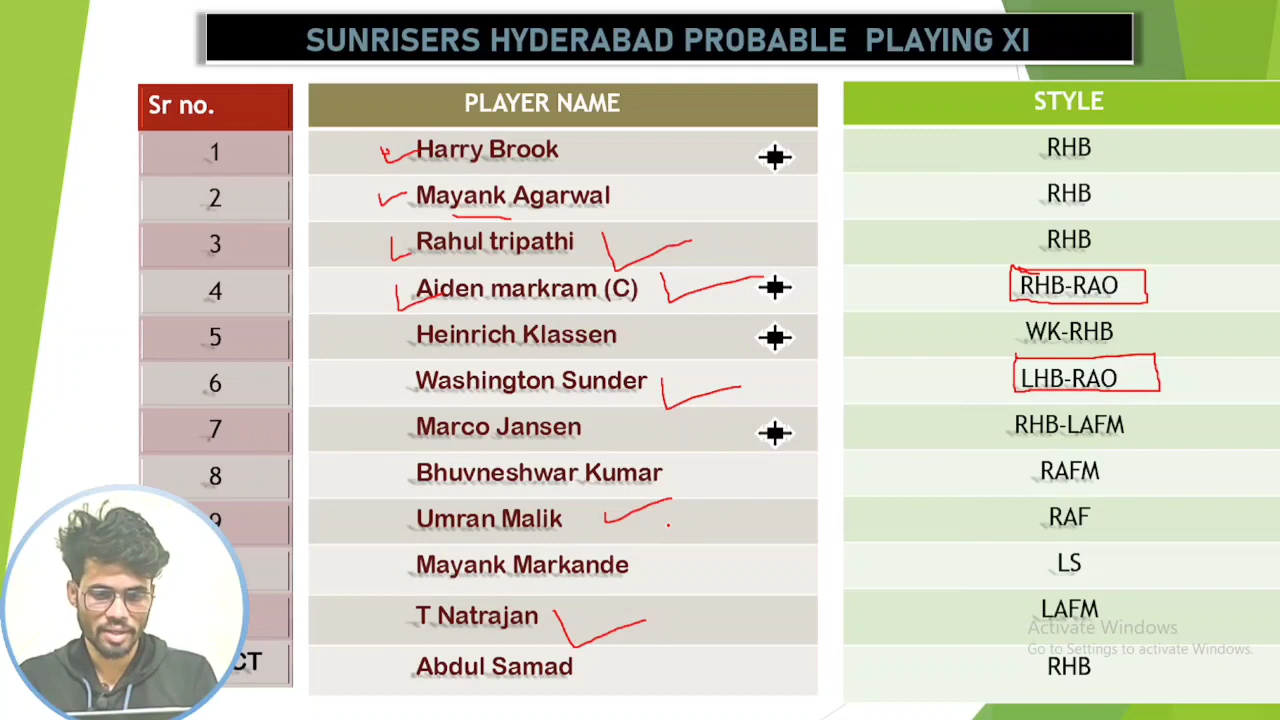 SUNRISERS HYDERABAD PROBABLE PLAYING XI
Sr no. PLAYER NAME STYLE
1 Harry Brook RHB
2 Mayank Agarwal RHB
3 Rahul tripathi RHB
4 Aiden markram (C) RHB-RAO
5 Heinrich Klassen WK-RHB
6 Washington Sunder LHB-RAO
7 Marco Jansen RHB-LAFM
8 Bhuvneshwar Kumar RAFM
9 Umran Malik RAF
Mayank Markande LS
T Natrajan LAFM
CT Abdul Samad RHB
Activate Windows
Go to Settings to activate Windows.